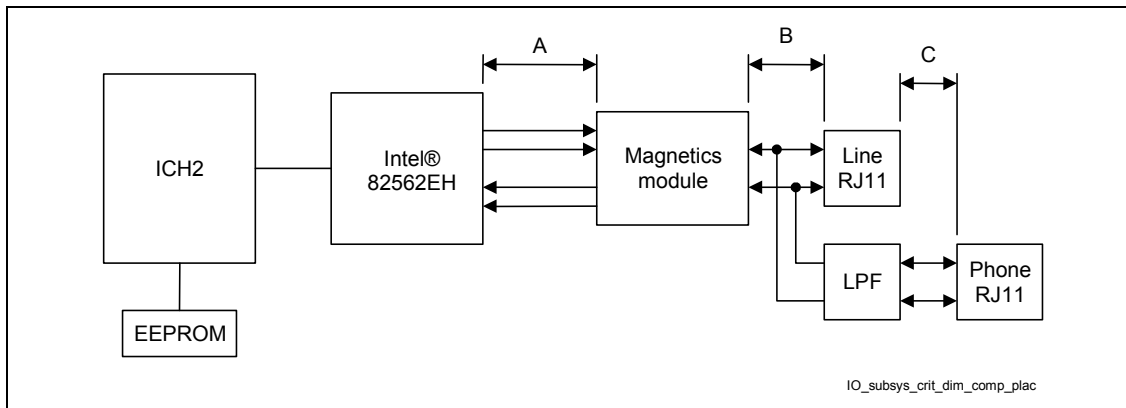 A
B
C
ICH2
Intel®
82562EH
Magnetics
module
Line
RJ11
LPF
Phone
RJ11
EEPROM
IO_subsys_crit_dim_comp_plac